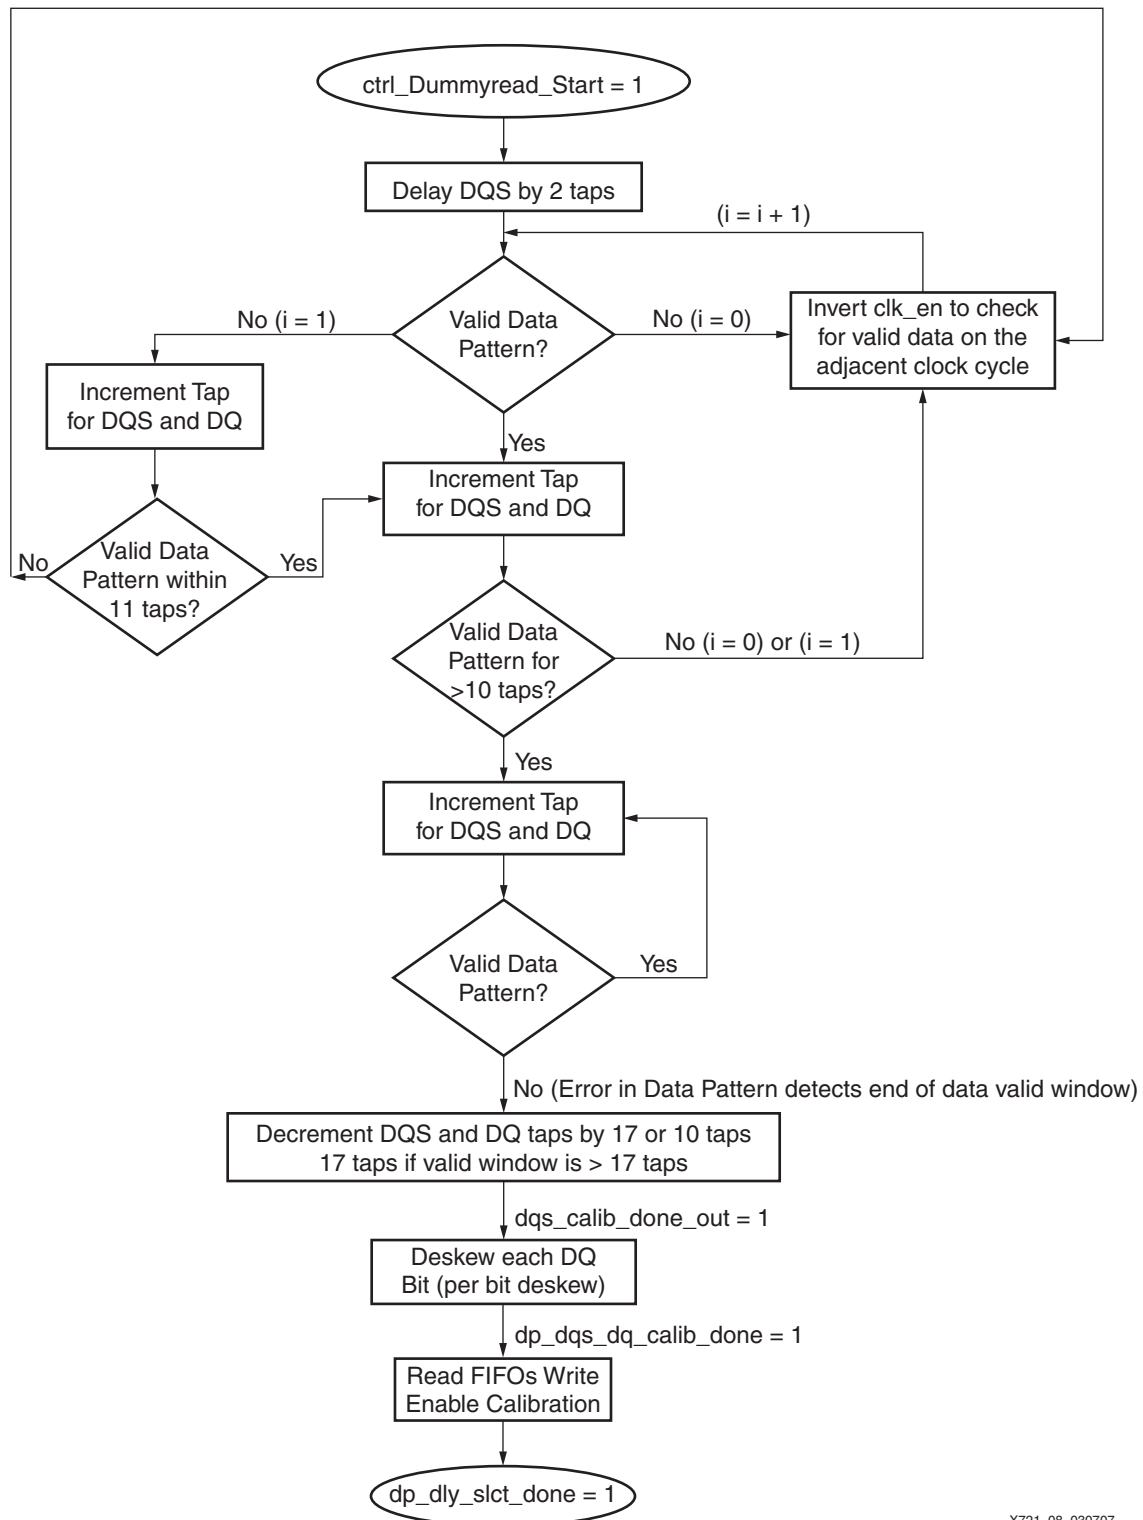 ctrl_Dummyread_Start = 1
Delay DQS by 2 taps
(i = i + 1)
Invert clk_en to check
for valid data on the
adjacent clock cycle
No (i = 1)
Valid Data
Pattern?
No (i = 0)
Increment Tap
for DQS and DQ
Yes
Increment Tap
for DQS and DQ
No
Valid Data
Pattern within
11 taps?
Yes
Valid Data
Pattern for
>10 taps?
No (i = 0) or (i = 1)
Yes
Increment Tap
for DQS and DQ
Valid Data
Pattern?
Yes
No (Error in Data Pattern detects end of data valid window)
Decrement DQS and DQ taps by 17 or 10 taps
17 taps if valid window is > 17 taps
dqs_calib_done_out = 1
Deskew each DQ
Bit (per bit deskew)
dp_dqs_dq_calib_done = 1
Read FIFOs Write
Enable Calibration
dp_dly_slct_done = 1